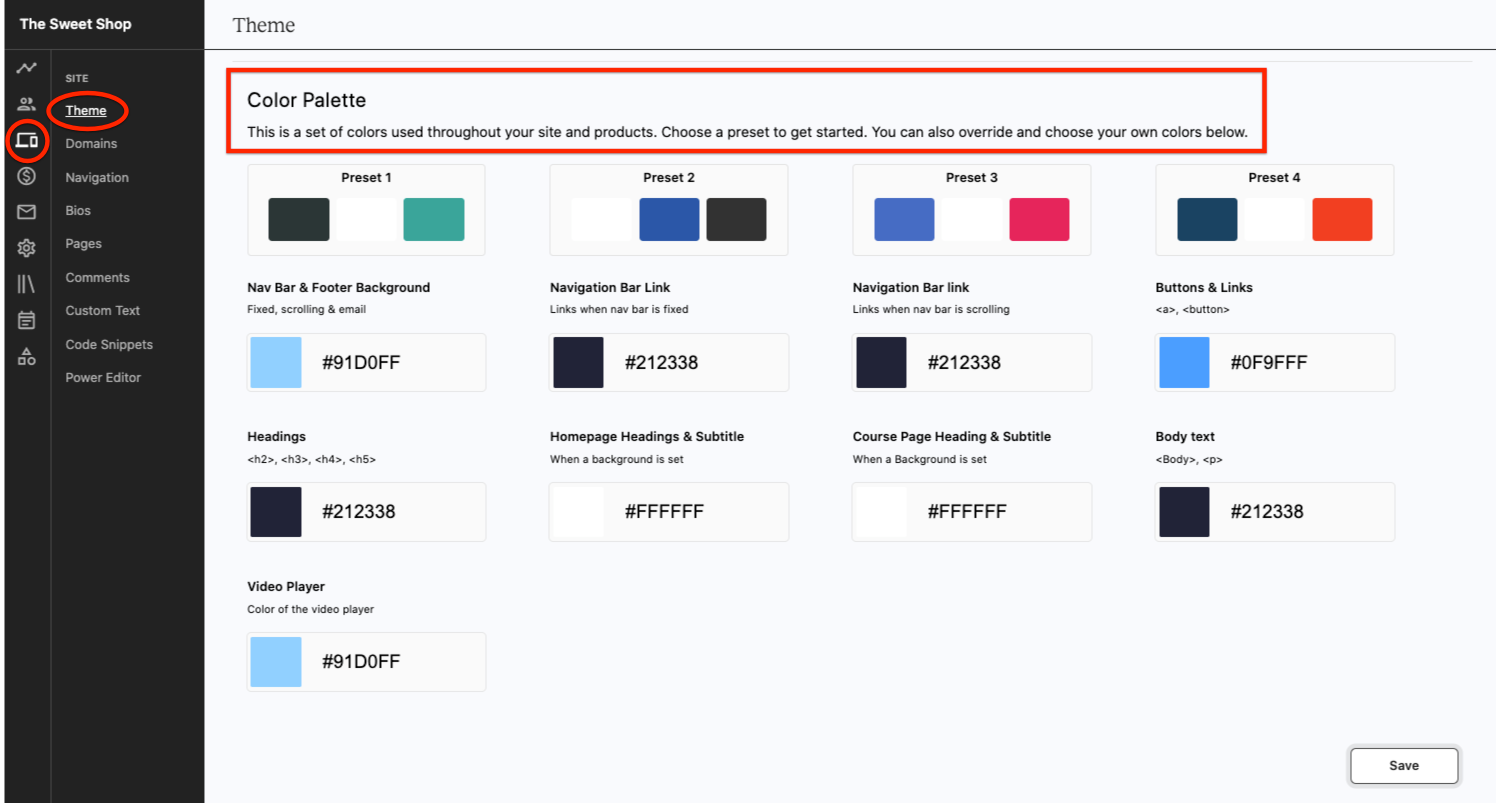 The Sweet Shop
Theme
SITE
Theme
Domains
Navigation
Bios
Pages
Comments
Custom Text
Code Snippets
Power Editor
Color Palette
This is a set of colors used throughout your site and products. Choose a preset to get started. You can also override and choose your own colors below.
Preset 1
Preset 2
Preset 3
Preset 4
Nav Bar & Footer Background
Fixed, scrolling & email
#91D0FF
Navigation Bar Link
Links when nav bar is fixed
#212338
Navigation Bar link
Links when nav bar is scrolling
#212338
Buttons & Links
<a>, <button>
#0F9FFF
Headings
<h2>, <h3>, <h4>, <h5>
#212338
Homepage Headings & Subtitle
When a background is set
#FFFFFF
Course Page Heading & Subtitle
When a Background is set
#FFFFFF
Body text
<Body>, <p>
#212338
Video Player
Color of the video player
#91D0FF
Save